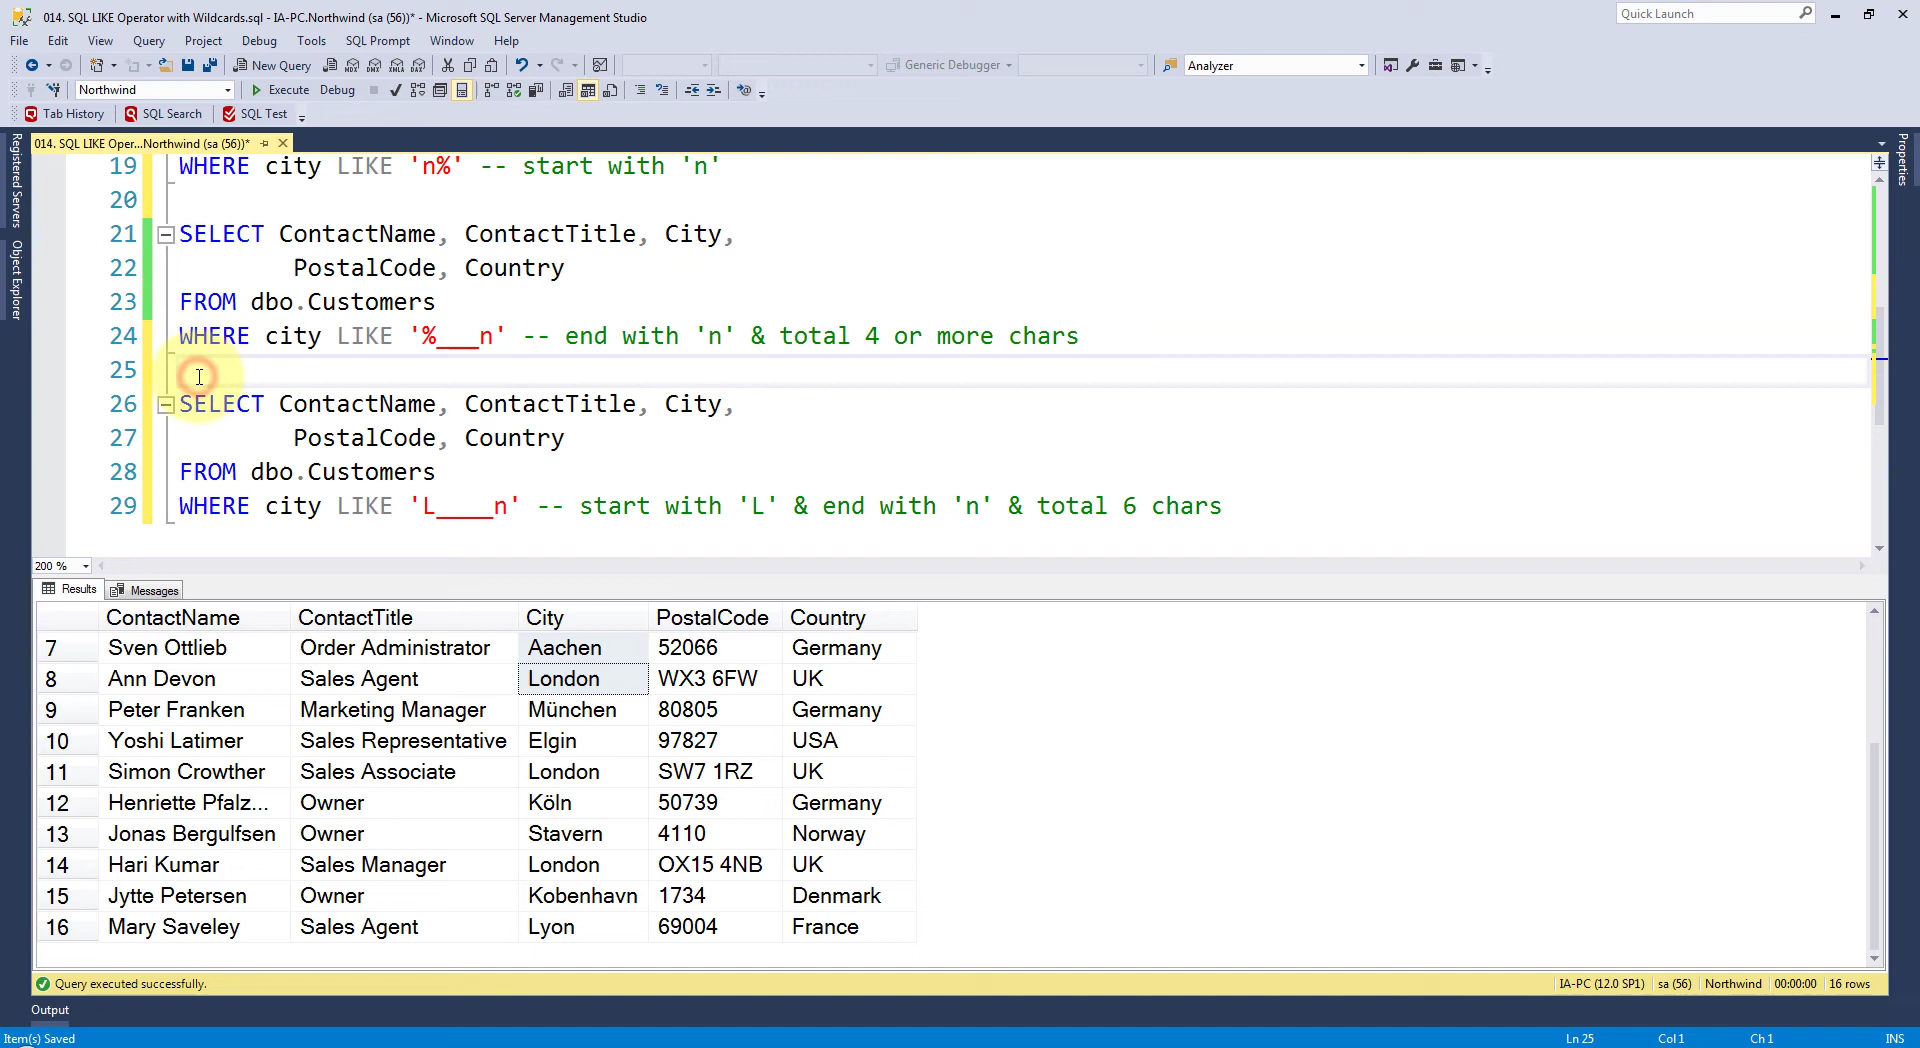 014. SQL LIKE Operator with Wildcards.sql - IA-PC.Northwind (sa (56))* - Microsoft SQL Server Management Studio
Quick Launch
File Edit View Query Project Debug Tools SQL Prompt Window Help
New Query
Generic Debugger
Analyzer
Northwind
Execute Debug
Tab History SQL Search SQL Test
014. SQL LIKE Oper...Northwind (sa (56))*
Registered Servers
Object Explorer
Properties
19 WHERE city LIKE 'n%' -- start with 'n'
20
21 SELECT ContactName, ContactTitle, City,
22 PostalCode, Country
23 FROM dbo.Customers
24 WHERE city LIKE '%___n' -- end with 'n' & total 4 or more chars
25
26 SELECT ContactName, ContactTitle, City,
27 PostalCode, Country
28 FROM dbo.Customers
29 WHERE city LIKE 'L____n' -- start with 'L' & end with 'n' & total 6 chars
200 %
Results Messages
ContactName ContactTitle City PostalCode Country
7 Sven Ottlieb Order Administrator Aachen 52066 Germany
8 Ann Devon Sales Agent London WX3 6FW UK
9 Peter Franken Marketing Manager München 80805 Germany
10 Yoshi Latimer Sales Representative Elgin 97827 USA
11 Simon Crowther Sales Associate London SW7 1RZ UK
12 Henriette Pfalz... Owner Köln 50739 Germany
13 Jonas Bergulfsen Owner Stavern 4110 Norway
14 Hari Kumar Sales Manager London OX15 4NB UK
15 Jytte Petersen Owner Kobenhavn 1734 Denmark
16 Mary Saveley Sales Agent Lyon 69004 France
Query executed successfully. IA-PC (12.0 SP1) sa (56) Northwind 00:00:00 16 rows
Output
Item(s) Saved Ln 25 Col 1 Ch 1 INS